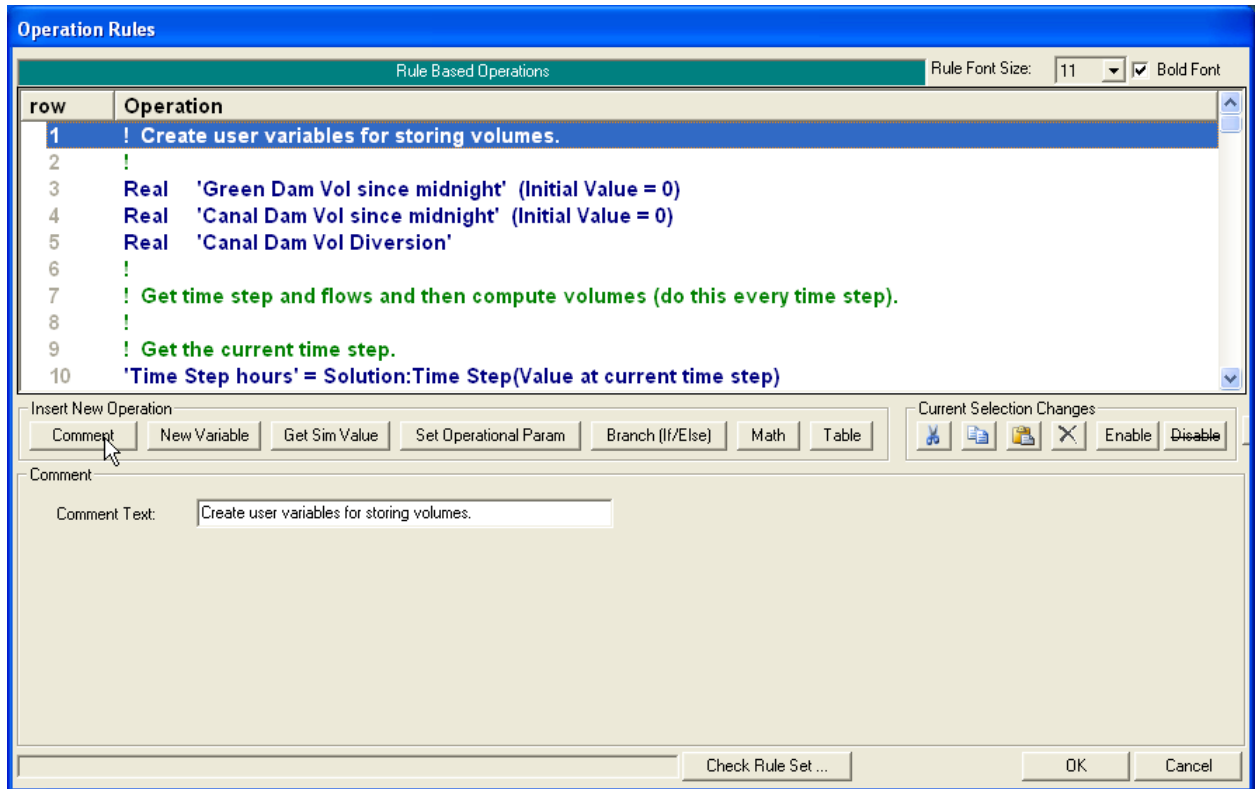 Operation Rules
Rule Based Operations Rule Font Size: 11 Bold Font
row Operation
1 ! Create user variables for storing volumes.
2 !
3 Real 'Green Dam Vol since midnight' (Initial Value = 0)
4 Real 'Canal Dam Vol since midnight' (Initial Value = 0)
5 Real 'Canal Dam Vol Diversion'
6 !
7 ! Get time step and flows and then compute volumes (do this every time step).
8 !
9 ! Get the current time step.
10 'Time Step hours' = Solution:Time Step(Value at current time step)
Insert New Operation Current Selection Changes
Comment New Variable Get Sim Value Set Operational Param Branch (If/Else) Math Table Enable Disable
Comment
Comment Text: Create user variables for storing volumes.
Check Rule Set ... OK Cancel